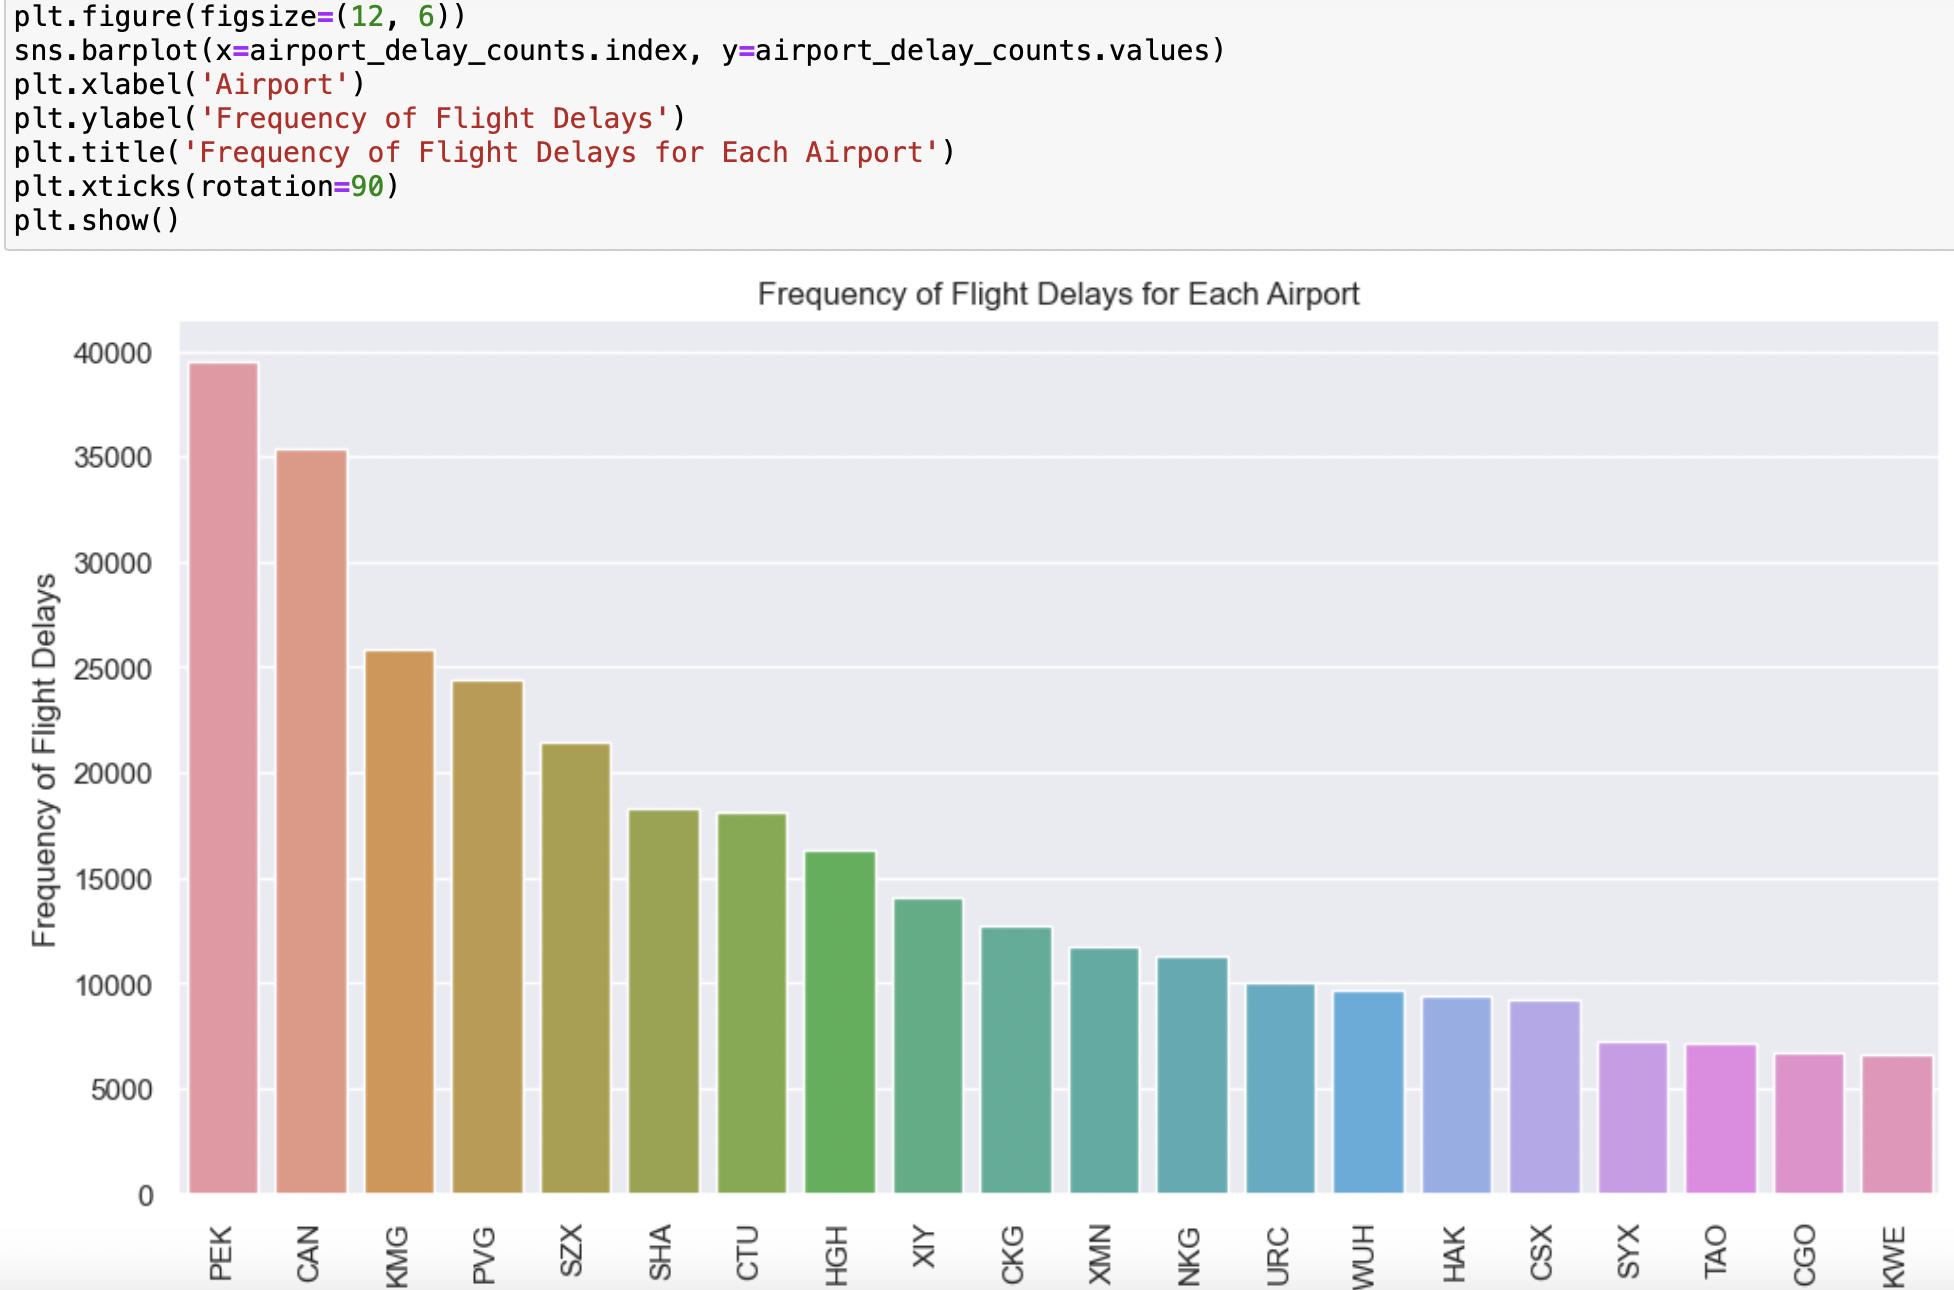 plt.figure(figsize=(12, 6))
sns.barplot(x=airport_delay_counts.index, y=airport_delay_counts.values)
plt.xlabel('Airport')
plt.ylabel('Frequency of Flight Delays')
plt.title('Frequency of Flight Delays for Each Airport')
plt.xticks(rotation=90)
plt.show()
Frequency of Flight Delays for Each Airport
Frequency of Flight Delays
40000
35000
30000
25000
20000
15000
10000
5000
0
PEK
CAN
KMG
PVG
SZX
SHA
CTU
HGH
XIY
CKG
XMN
NKG
URC
WUH
HAK
CSX
SYX
TAO
CGO
KWE